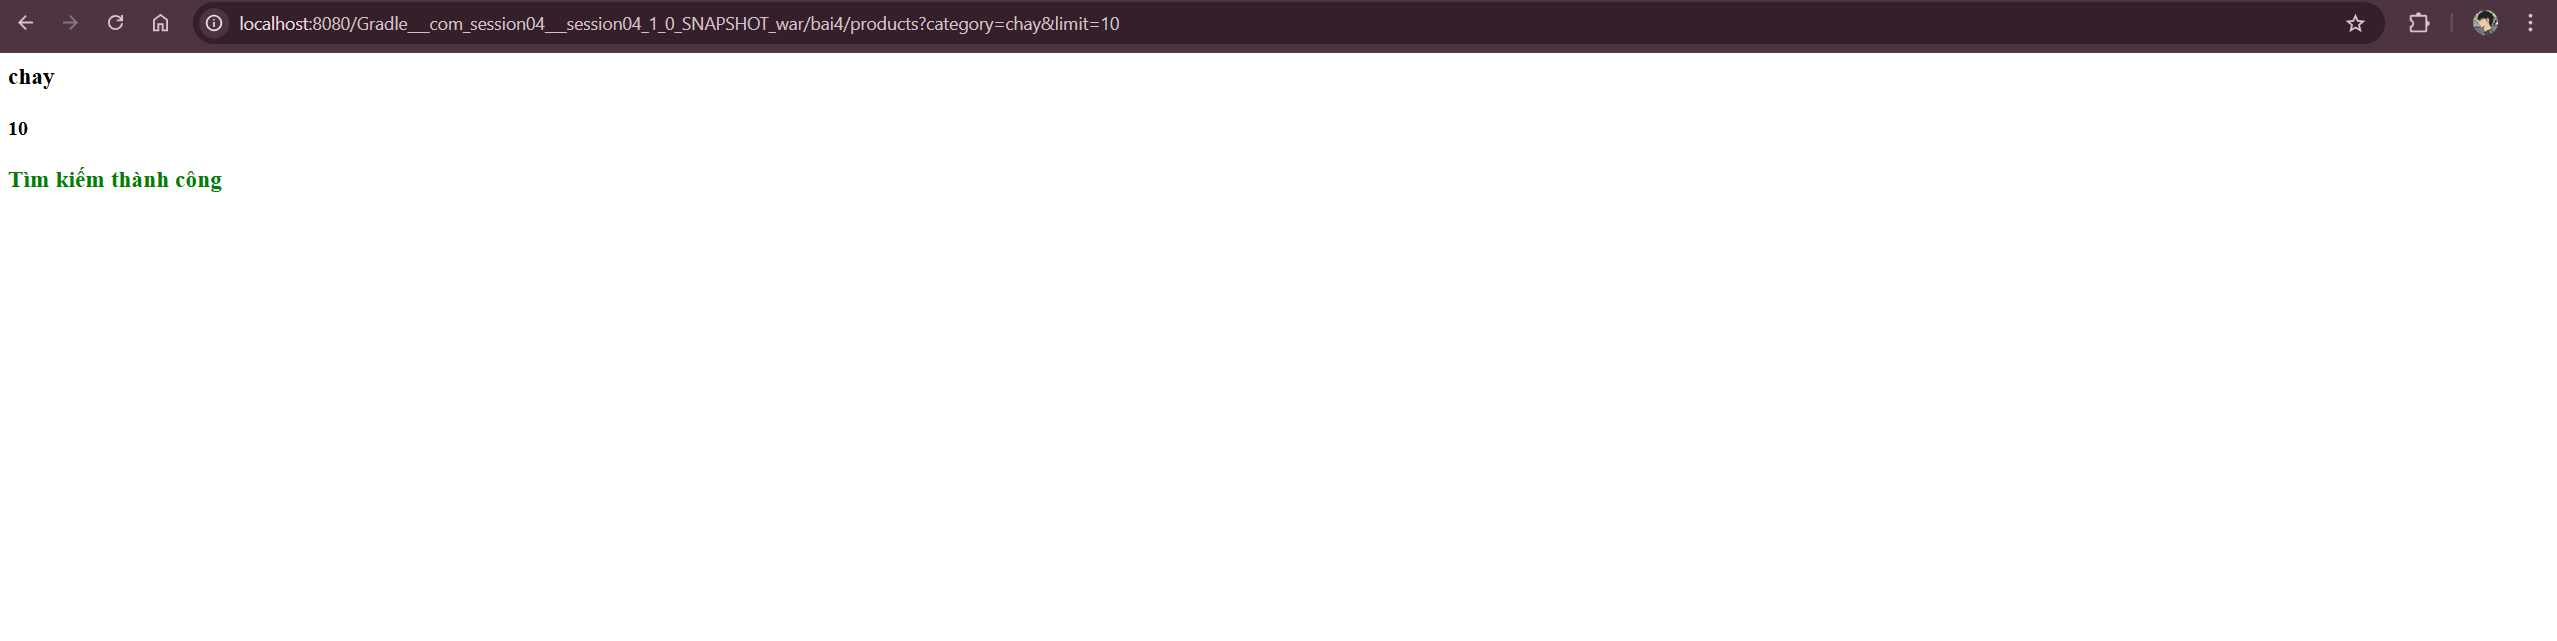 localhost:8080/Gradle___com_session04___session04_1_0_SNAPSHOT_war/bai4/products?category=chay&limit=10
chay
10
Tìm kiếm thành công